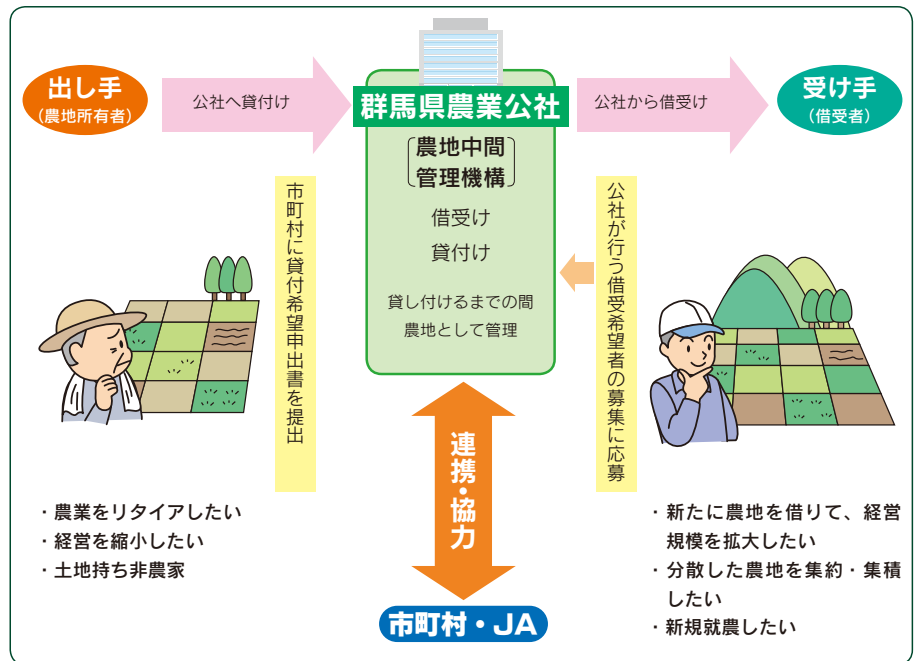 出し手
(農地所有者)
公社へ貸付け
群馬県農業公社
公社から借受け
受け手
(借受者)
農地中間
管理機構
借受け
貸付け
貸し付けるまでの間
農地として管理
市町村に貸付希望申出書を提出
公社が行う借受希望者の募集に応募
連携・協力
市町村・JA
・農業をリタイアしたい
・経営を縮小したい
・土地持ち非農家
・新たに農地を借りて、経営
規模を拡大したい
・分散した農地を集約・集積
したい
・新規就農したい